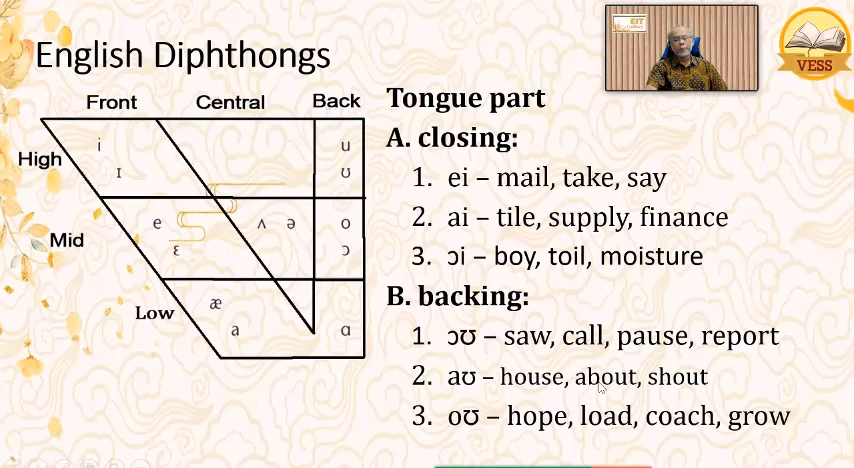 English Diphthongs
Front Central Back
High
Mid
Low
i
ɪ
u
ʊ
e
ɛ
ʌ ə
o
ɔ
æ
a
ɑ
Tongue part
A. closing:
1. ei – mail, take, say
2. ai – tile, supply, finance
3. ɔi – boy, toil, moisture
B. backing:
1. ɔʊ – saw, call, pause, report
2. aʊ – house, about, shout
3. oʊ – hope, load, coach, grow
VESS